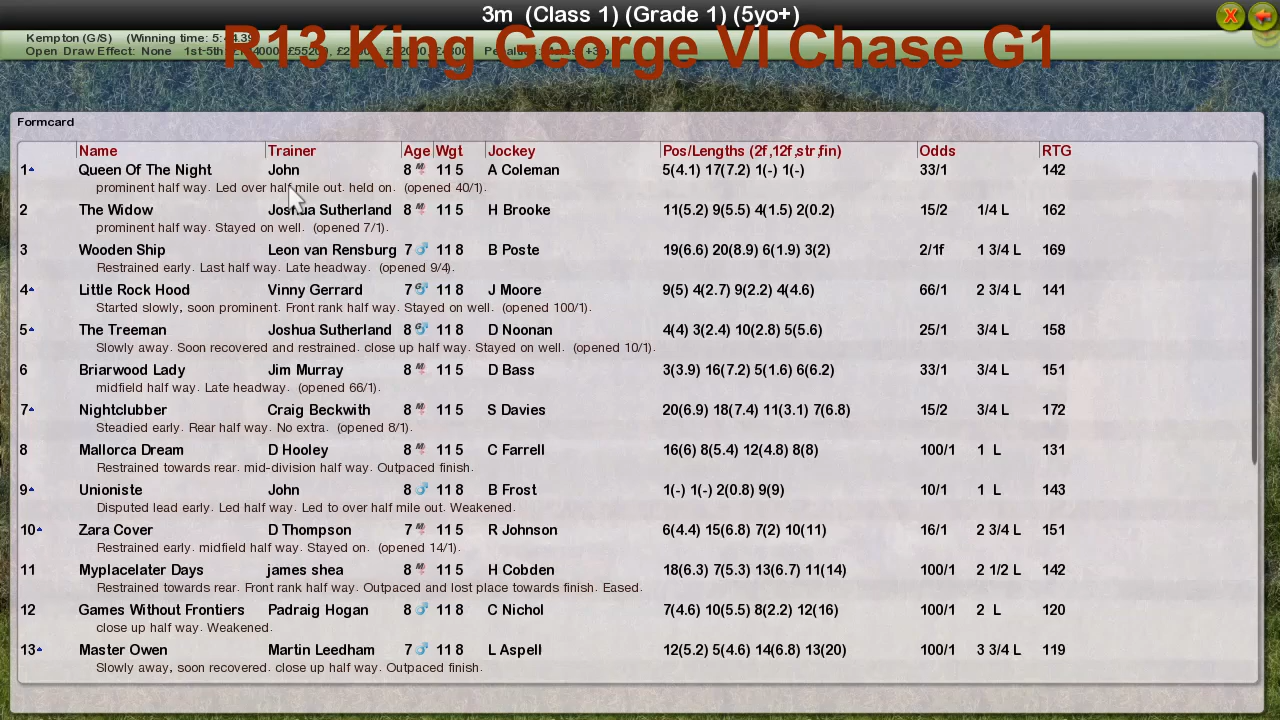 3m (Class 1) (Grade 1) (5yo+)
Kempton (G/S) (Winning time: 5:
R13 King George VI Chase G1
Open Draw Effect: None 1st-5th
Formcard
Name Trainer Age Wgt Jockey Pos/Lengths (2f,12f,str,fin) Odds RTG
1 Queen Of The Night John 8 11 5 A Coleman 5(4.1) 17(7.2) 1(-) 1(-) 33/1 142
prominent half way. Led over half mile out. held on. (opened 40/1).
2 The Widow Joshua Sutherland 8 11 5 H Brooke 11(5.2) 9(5.5) 4(1.5) 2(0.2) 15/2 1/4 L 162
prominent half way. Stayed on well. (opened 7/1).
3 Wooden Ship Leon van Rensburg 7 11 8 B Poste 19(6.6) 20(8.9) 6(1.9) 3(2) 2/1f 1 3/4 L 169
Restrained early. Last half way. Late headway. (opened 9/4).
4 Little Rock Hood Vinny Gerrard 7 11 8 J Moore 9(5) 4(2.7) 9(2.2) 4(4.6) 66/1 2 3/4 L 141
Started slowly, soon prominent. Front rank half way. Stayed on well. (opened 100/1).
5 The Treeman Joshua Sutherland 8 11 8 D Noonan 4(4) 3(2.4) 10(2.8) 5(5.6) 25/1 3/4 L 158
Slowly away. Soon recovered and restrained. close up half way. Stayed on well. (opened 10/1).
6 Briarwood Lady Jim Murray 8 11 5 D Bass 3(3.9) 16(7.2) 5(1.6) 6(6.2) 33/1 3/4 L 151
midfield half way. Late headway. (opened 66/1).
7 Nightclubber Craig Beckwith 8 11 5 S Davies 20(6.9) 18(7.4) 11(3.1) 7(6.8) 15/2 3/4 L 172
Steadied early. Rear half way. No extra. (opened 8/1).
8 Mallorca Dream D Hooley 8 11 5 C Farrell 16(6) 8(5.4) 12(4.8) 8(8) 100/1 1 L 131
Restrained towards rear. mid-division half way. Outpaced finish.
9 Unioniste John 8 11 8 B Frost 1(-) 1(-) 2(0.8) 9(9) 10/1 1 L 143
Disputed lead early. Led half way. Led to over half mile out. Weakened.
10 Zara Cover D Thompson 7 11 5 R Johnson 6(4.4) 15(6.8) 7(2) 10(11) 16/1 2 3/4 L 151
Restrained early. midfield half way. Stayed on. (opened 14/1).
11 Myplacelater Days james shea 8 11 5 H Cobden 18(6.3) 7(5.3) 13(6.7) 11(14) 100/1 2 1/2 L 142
Restrained towards rear. Front rank half way. Outpaced and lost place towards finish. Eased.
12 Games Without Frontiers Padraig Hogan 8 11 8 C Nichol 7(4.6) 10(5.5) 8(2.2) 12(16) 100/1 2 L 120
close up half way. Weakened.
13 Master Owen Martin Leedham 7 11 8 L Aspell 12(5.2) 5(4.6) 14(6.8) 13(20) 100/1 3 3/4 L 119
Slowly away, soon recovered. close up half way. Outpaced finish.